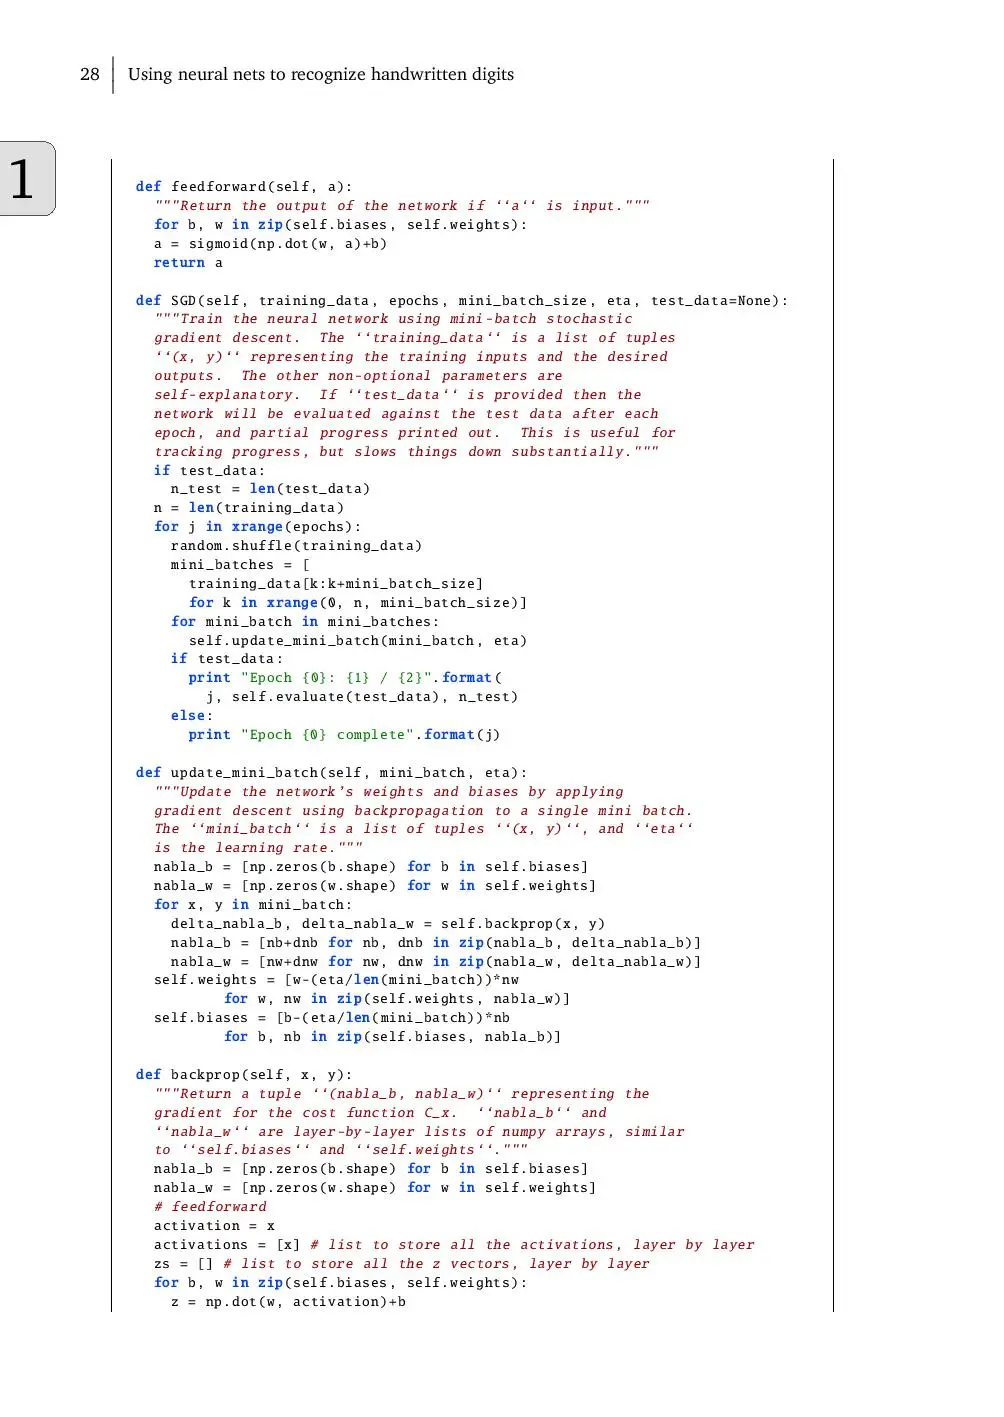 28 Using neural nets to recognize handwritten digits
1
def feedforward(self, a):
  """Return the output of the network if ‘‘a‘‘ is input."""
  for b, w in zip(self.biases, self.weights):
  a = sigmoid(np.dot(w, a)+b)
  return a

def SGD(self, training_data, epochs, mini_batch_size, eta, test_data=None):
  """Train the neural network using mini-batch stochastic
  gradient descent.  The ‘‘training_data‘‘ is a list of tuples
  ‘‘(x, y)‘‘ representing the training inputs and the desired
  outputs.  The other non-optional parameters are
  self-explanatory.  If ‘‘test_data‘‘ is provided then the
  network will be evaluated against the test data after each
  epoch, and partial progress printed out.  This is useful for
  tracking progress, but slows things down substantially."""
  if test_data:
    n_test = len(test_data)
  n = len(training_data)
  for j in xrange(epochs):
    random.shuffle(training_data)
    mini_batches = [
      training_data[k:k+mini_batch_size]
      for k in xrange(0, n, mini_batch_size)]
    for mini_batch in mini_batches:
      self.update_mini_batch(mini_batch, eta)
    if test_data:
      print "Epoch {0}: {1} / {2}".format(
        j, self.evaluate(test_data), n_test)
    else:
      print "Epoch {0} complete".format(j)

def update_mini_batch(self, mini_batch, eta):
  """Update the network’s weights and biases by applying
  gradient descent using backpropagation to a single mini batch.
  The ‘‘mini_batch‘‘ is a list of tuples ‘‘(x, y)‘‘, and ‘‘eta‘‘
  is the learning rate."""
  nabla_b = [np.zeros(b.shape) for b in self.biases]
  nabla_w = [np.zeros(w.shape) for w in self.weights]
  for x, y in mini_batch:
    delta_nabla_b, delta_nabla_w = self.backprop(x, y)
    nabla_b = [nb+dnb for nb, dnb in zip(nabla_b, delta_nabla_b)]
    nabla_w = [nw+dnw for nw, dnw in zip(nabla_w, delta_nabla_w)]
  self.weights = [w-(eta/len(mini_batch))*nw
          for w, nw in zip(self.weights, nabla_w)]
  self.biases = [b-(eta/len(mini_batch))*nb
          for b, nb in zip(self.biases, nabla_b)]

def backprop(self, x, y):
  """Return a tuple ‘‘(nabla_b, nabla_w)‘‘ representing the
  gradient for the cost function C_x.  ‘‘nabla_b‘‘ and
  ‘‘nabla_w‘‘ are layer-by-layer lists of numpy arrays, similar
  to ‘‘self.biases‘‘ and ‘‘self.weights‘‘."""
  nabla_b = [np.zeros(b.shape) for b in self.biases]
  nabla_w = [np.zeros(w.shape) for w in self.weights]
  # feedforward
  activation = x
  activations = [x] # list to store all the activations, layer by layer
  zs = [] # list to store all the z vectors, layer by layer
  for b, w in zip(self.biases, self.weights):
    z = np.dot(w, activation)+b